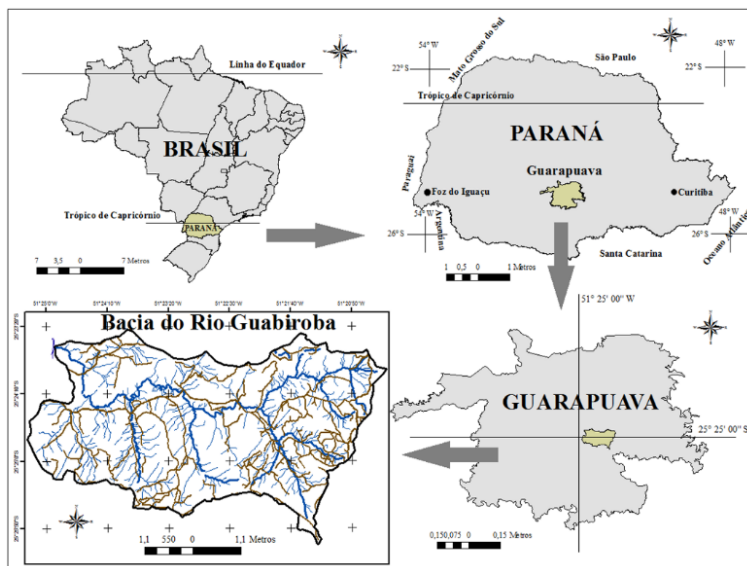 Linha do Equador
BRASIL
Trópico de Capricórnio
PARANÁ
7 3,5 0 7 Metros
54° W
48° W
22° S
22° S
Mato Grosso do Sul
São Paulo
Trópico de Capricórnio
PARANÁ
Guarapuava
Paraguai
Foz do Iguaçu
Curitiba
54° W
48° W
Argentina
26° S
26° S
Santa Catarina
Oceano Atlântico
1 0,5 0 1 Metros
Bacia do Rio Guabiroba
1,1 550 0 1,1 Metros
51° 25' 00'' W
GUARAPUAVA
25° 25' 00'' S
0,150,075 0 0,15 Metros